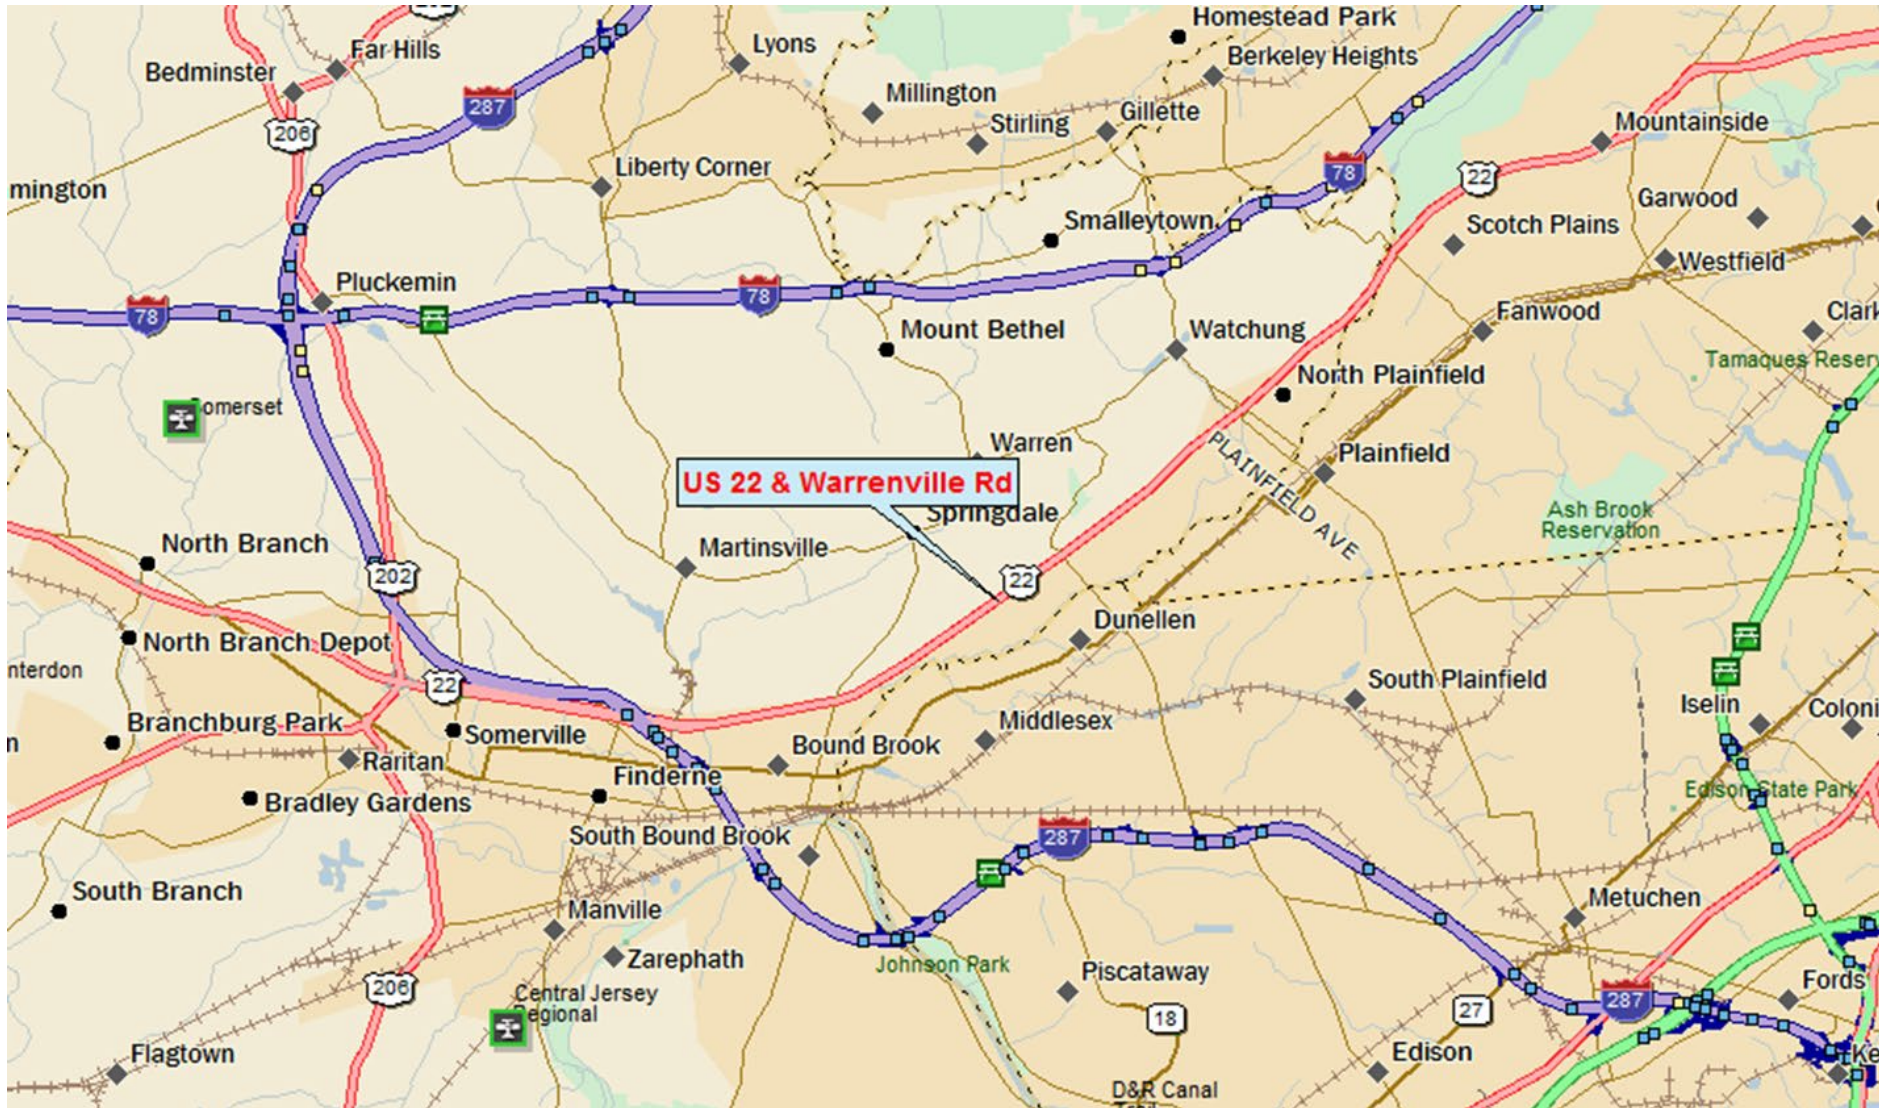 Homestead Park
Far Hills
Lyons
Berkeley Heights
Bedminster
287
Millington
Gillette
Stirling
Mountainside
206
Liberty Corner
78
22
mington
Garwood
Smalleytown
Scotch Plains
Westfield
Pluckemin
78
78
Fanwood
Clark
Mount Bethel
Watchung
Tamaques Reserv
North Plainfield
Somerset
Warren
PLAINFIELD AVE
Plainfield
US 22 & Warrenville Rd
Springdale
Ash Brook
Reservation
North Branch
Martinsville
202
22
Dunellen
North Branch Depot
nterdon
22
South Plainfield
Iselin
Coloni
Branchburg Park
Middlesex
n
Somerville
Bound Brook
Raritan
Finderne
Bradley Gardens
Edison State Park
South Bound Brook
287
South Branch
Metuchen
Manville
Zarephath
Johnson Park
Piscataway
Fords
206
Central Jersey
Regional
287
18
27
Flagtown
Edison
Ke
D&R Canal